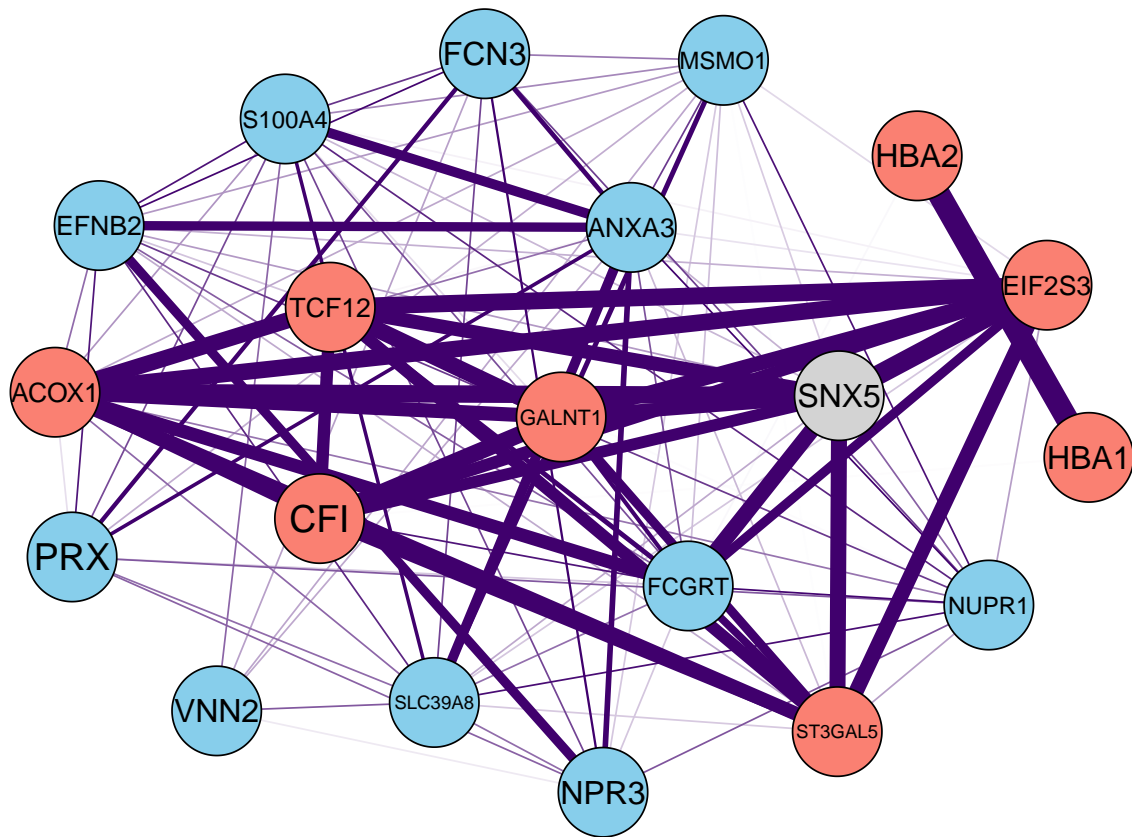 FCN3
MSMO1
S100A4
HBA2
EFNB2
ANXA3
EIF2S3
TCF12
ACOX1
SNX5
GALNT1
HBA1
CFI
PRX
FCGRT
NUPR1
VNN2
SLC39A8
ST3GAL5
NPR3